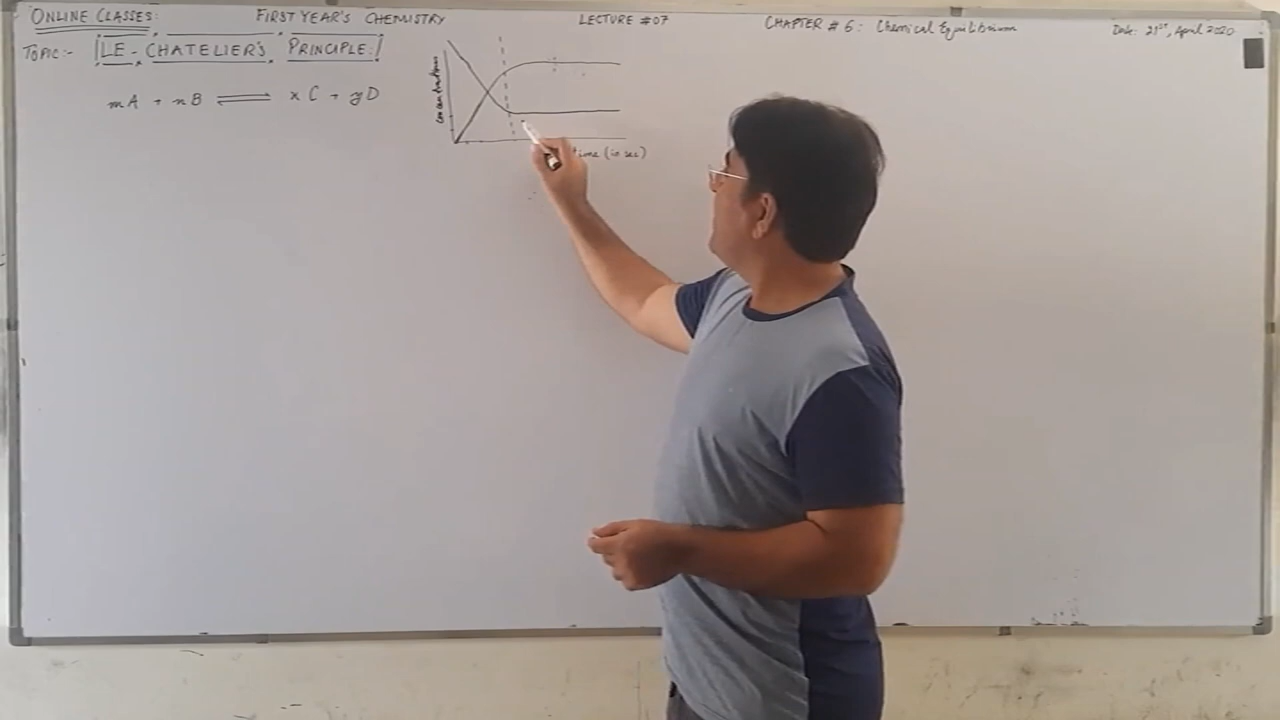 ONLINE CLASSES: FIRST YEAR'S CHEMISTRY LECTURE #07 CHAPTER # 6: Chemical Equilibrium Date: 21st, April 2020
TOPIC:- LE-CHATELIER'S PRINCIPLE:
mA + nB ⇌ xC + yD
Concentrations
time (in sec)